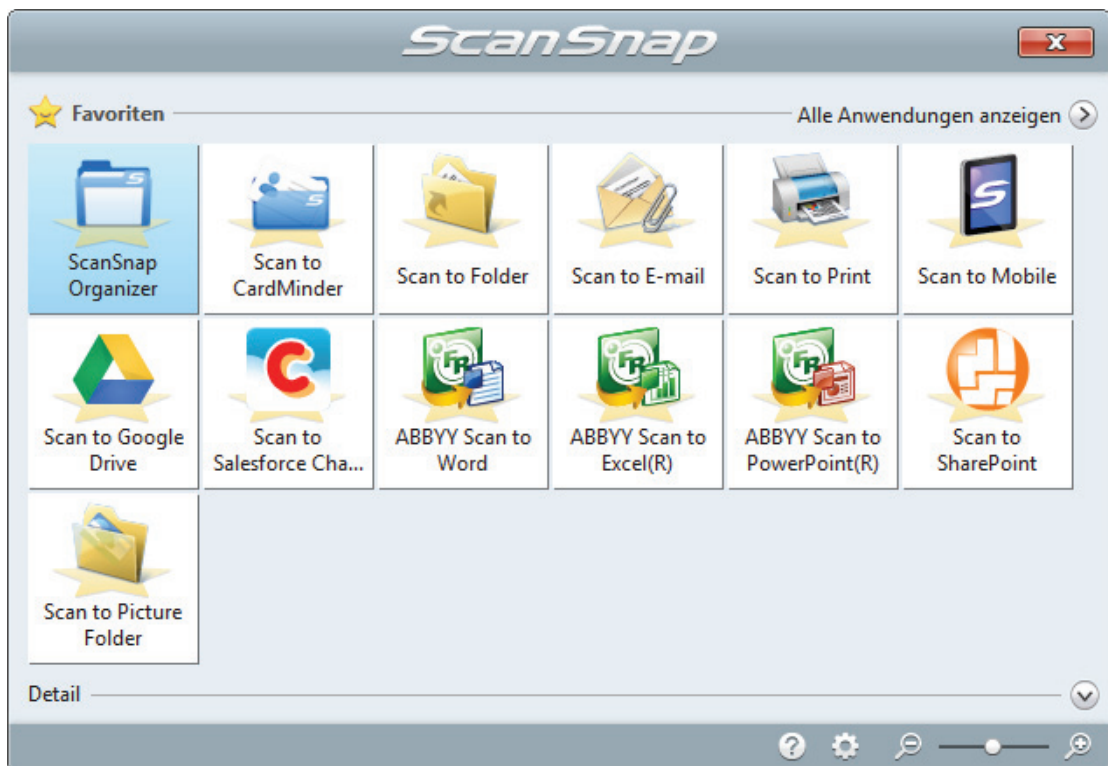 ScanSnap
Favoriten
Alle Anwendungen anzeigen
ScanSnap
Organizer
Scan to
CardMinder
Scan to Folder
Scan to E-mail
Scan to Print
Scan to Mobile
Scan to Google
Drive
Scan to
Salesforce Cha...
ABBYY Scan to
Word
ABBYY Scan to
Excel(R)
ABBYY Scan to
PowerPoint(R)
Scan to
SharePoint
Scan to Picture
Folder
Detail